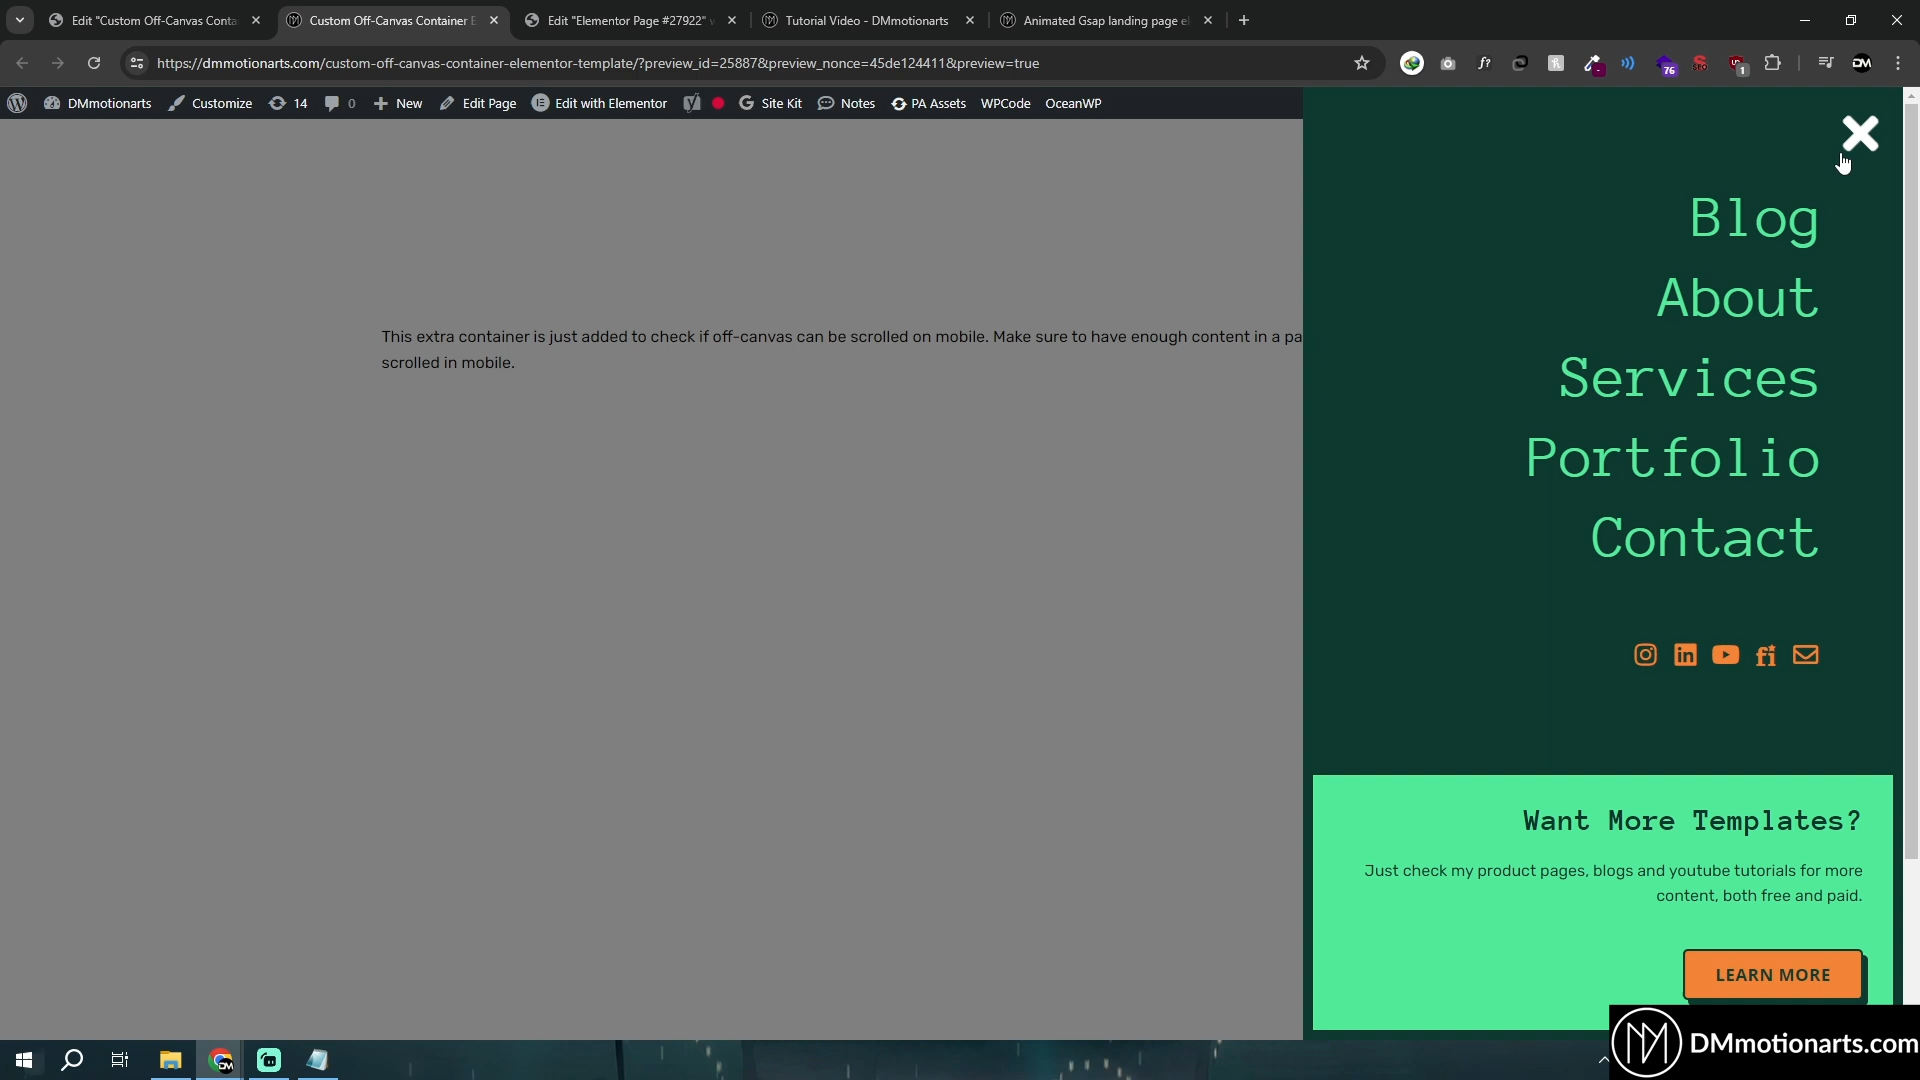 Edit "Custom Off-Canvas Conta
Custom Off-Canvas Container E
Edit "Elementor Page #27922" w
Tutorial Video - DMmotionarts
Animated Gsap landing page el
https://dmmotionarts.com/custom-off-canvas-container-elementor-template/?preview_id=25887&preview_nonce=45de124411&preview=true
f?
76
1
DM
DMmotionarts
Customize
14
0
New
Edit Page
Edit with Elementor
Site Kit
Notes
PA Assets
WPCode
OceanWP
This extra container is just added to check if off-canvas can be scrolled on mobile. Make sure to have enough content in a pa
scrolled in mobile.
Blog
About
Services
Portfolio
Contact
Want More Templates?
Just check my product pages, blogs and youtube tutorials for more
content, both free and paid.
LEARN MORE
DMmotionarts.com